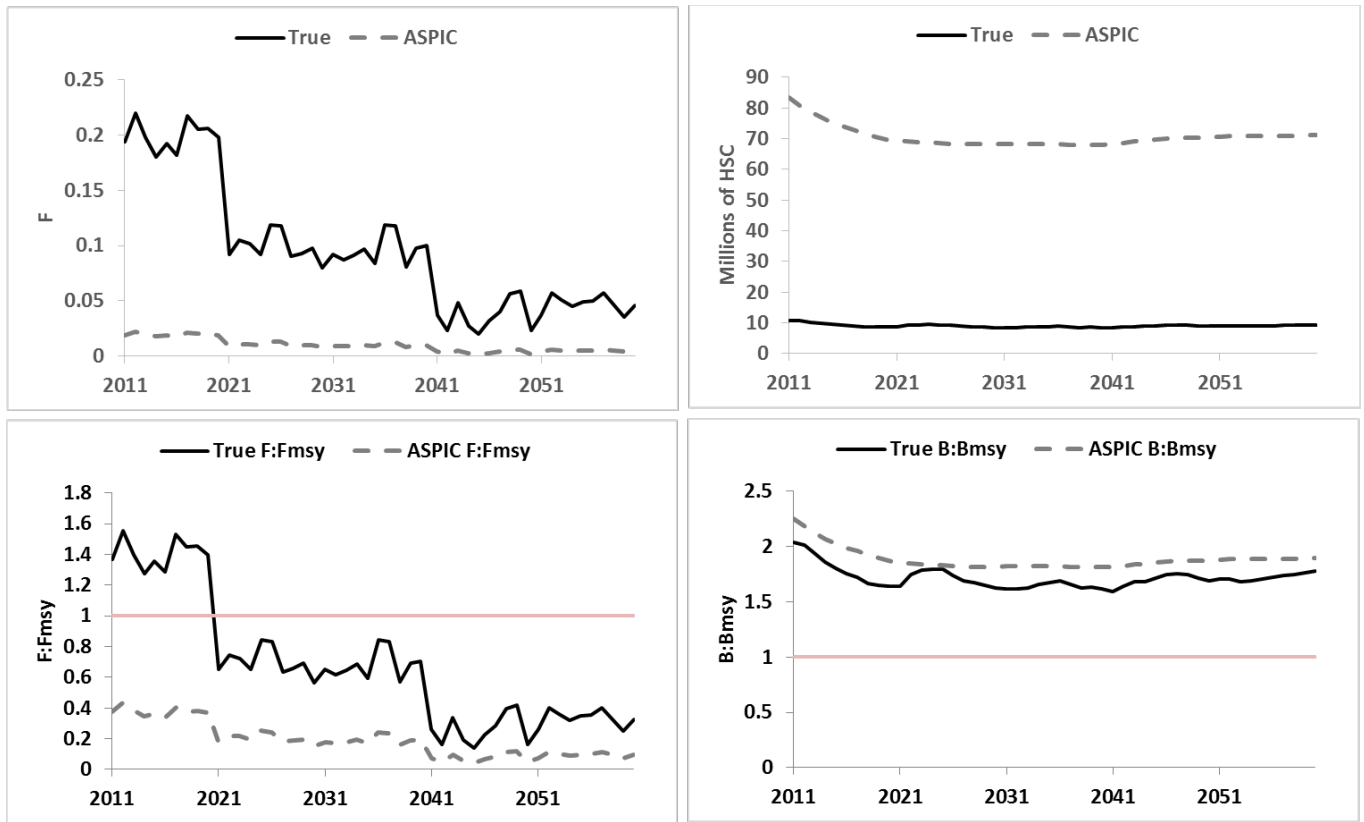 True ASPIC
0.25
0.2
0.15
0.1
0.05
0
F
2011 2021 2031 2041 2051
True ASPIC
90
80
70
60
50
40
30
20
10
0
Millions of HSC
2011 2021 2031 2041 2051
True F:Fmsy ASPIC F:Fmsy
1.8
1.6
1.4
1.2
1
0.8
0.6
0.4
0.2
0
F:Fmsy
2011 2021 2031 2041 2051
True B:Bmsy ASPIC B:Bmsy
2.5
2
1.5
1
0.5
0
B:Bmsy
2011 2021 2031 2041 2051